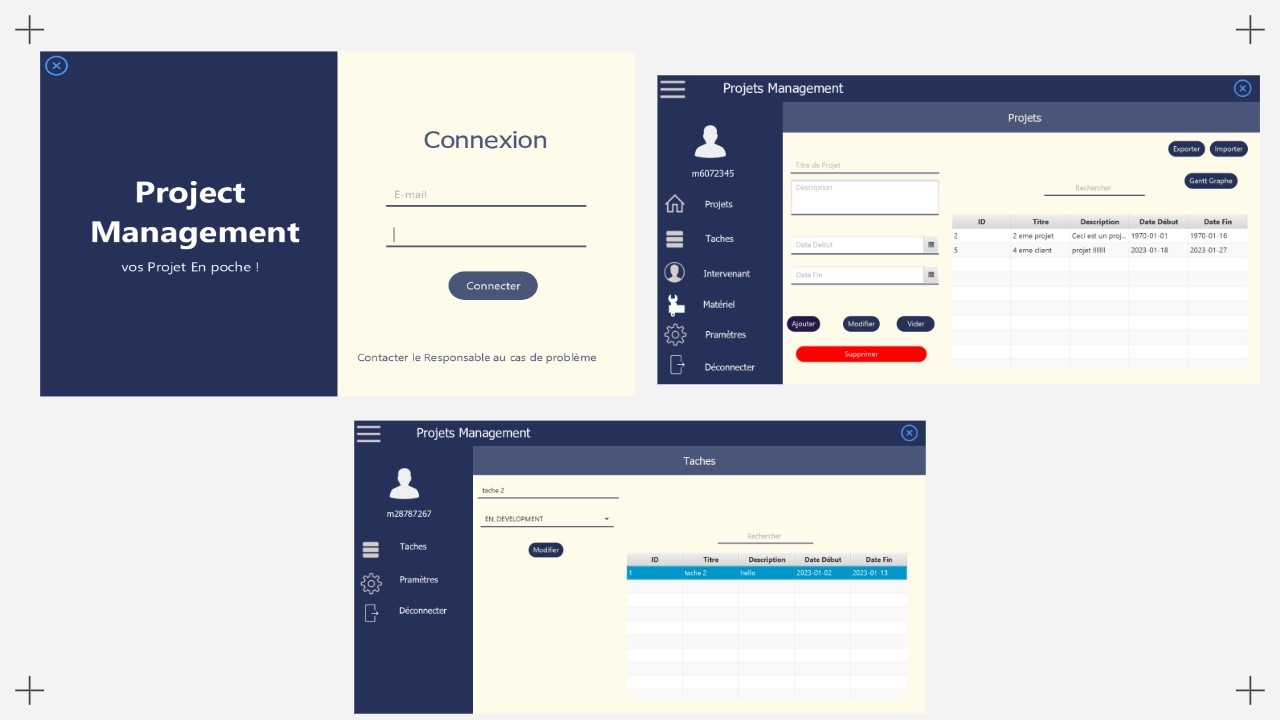 Project
Management
vos Projet En poche !
Connexion
E-mail
Connecter
Contacter le Responsable au cas de problème
Projets Management
m6072345
Projets
Taches
Intervenant
Matériel
Pramètres
Déconnecter
Projets
Exporter Importer
Gantt Graphe
Rechercher
Titre de Projet
Description
Date Debut
Date Fin
Ajouter Modifier Vider
Supprimer
ID Titre Description Date Début Date Fin
2 2 eme projet Ceci est un proj... 1970-01-01 1970-01-16
5 4 eme client projet llllll 2023-01-18 2023-01-27
Projets Management
m28787267
Taches
Pramètres
Déconnecter
Taches
tache 2
EN_DEVELOPMENT
Modifier
Rechercher
ID Titre Description Date Début Date Fin
1 tache 2 hello 2023-01-02 2023-01-13